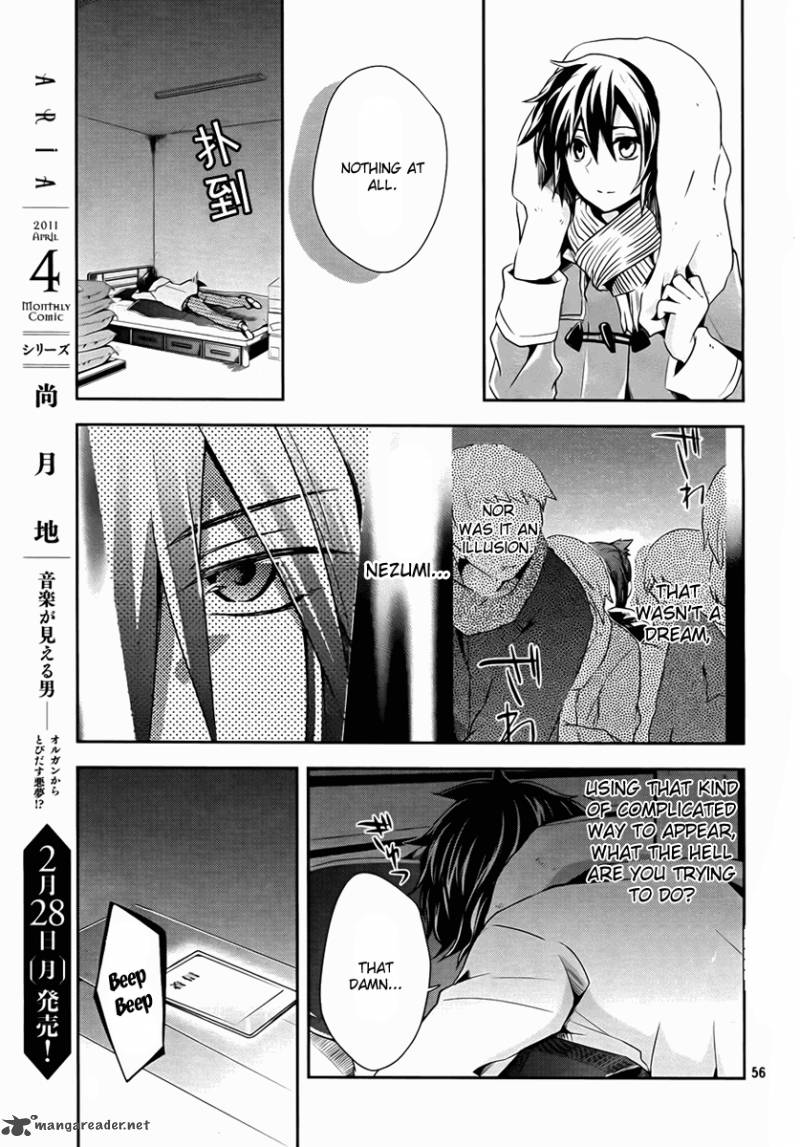 NOTHING AT
ALL.
扑
到
THAT
WASN'T A
DREAM,
NOR
WAS IT AN
ILLUSION.
NEZUMI...
USING THAT KIND
OF COMPLICATED
WAY TO APPEAR,
WHAT THE HELL
ARE YOU TRYING
TO DO?
THAT
DAMN...
Beep
Beep
ARIA
2011
APRIL
4
MONTHLY
COMIC
シリーズ
尚月地
音楽が見える男
オルガンから
とびだす悪夢!?
2月28日(月)発売!
56
mangareader.net